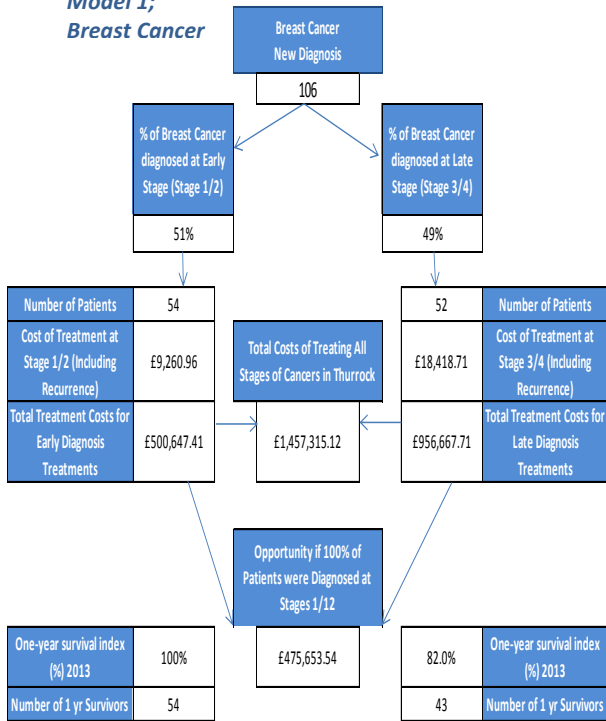 Model 1;
Breast Cancer
Breast Cancer
New Diagnosis
106
% of Breast Cancer
diagnosed at Early
Stage (Stage 1/2)
51%
% of Breast Cancer
diagnosed at Late
Stage (Stage 3/4)
49%
Number of Patients
54
52
Number of Patients
Cost of Treatment at
Stage 1/2 (Including
Recurrence)
£9,260.96
Total Costs of Treating All
Stages of Cancers in Thurrock
£18,418.71
Cost of Treatment at
Stage 3/4 (Including
Recurrence)
Total Treatment Costs for
Early Diagnosis
Treatments
£500,647.41
£1,457,315.12
£956,667.71
Total Treatment Costs for
Late Diagnosis
Treatments
Opportunity if 100% of
Patients were Diagnosed at
Stages 1/12
One-year survival index
(%) 2013
100%
£475,653.54
82.0%
One-year survival index
(%) 2013
Number of 1 yr Survivors
54
43
Number of 1 yr Survivors